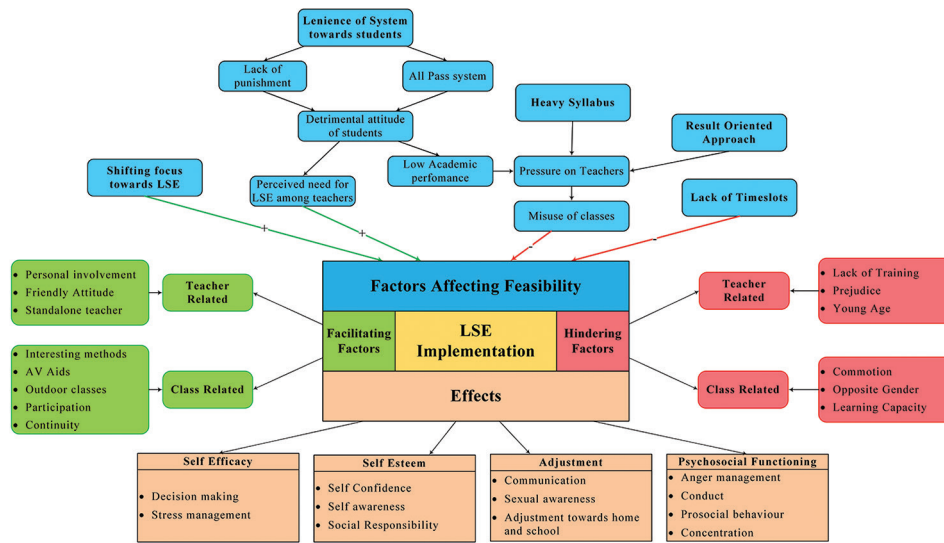 Lenience of System
towards students
Lack of
punishment
All Pass system
Heavy Syllabus
Detrimental attitude
of students
Result Oriented
Approach
Shifting focus
towards LSE
Low Academic
perfomance
Pressure on Teachers
Perceived need for
LSE among teachers
Lack of Timeslots
Misuse of classes
+
+
-
-
Personal involvement
Friendly Attitude
Standalone teacher
Teacher
Related
Factors Affecting Feasibility
Teacher
Related
Lack of Training
Prejudice
Young Age
Facilitating
Factors
LSE
Implementation
Hindering
Factors
Interesting methods
AV Aids
Outdoor classes
Participation
Continuity
Class Related
Effects
Class Related
Commotion
Opposite Gender
Learning Capacity
Self Efficacy
Decision making
Stress management
Self Esteem
Self Confidence
Self awareness
Social Responsibility
Adjustment
Communication
Sexual awareness
Adjustment towards home
and school
Psychosocial Functioning
Anger management
Conduct
Prosocial behaviour
Concentration